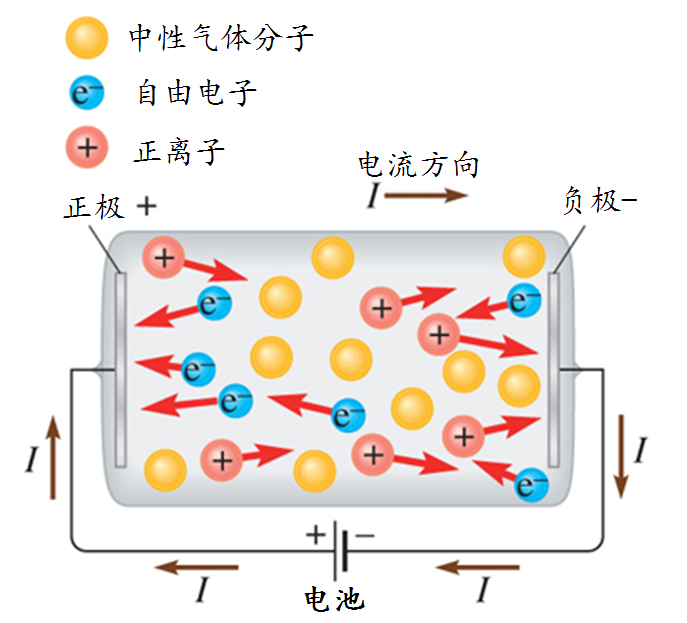 中性气体分子
e⁻ 自由电子
+ 正离子
电流方向
I
正极 +
负极-
+
e⁻
+
e⁻
+
e⁻
e⁻
e⁻
+
+
+
e⁻
I
I
+ -
I
I
电池